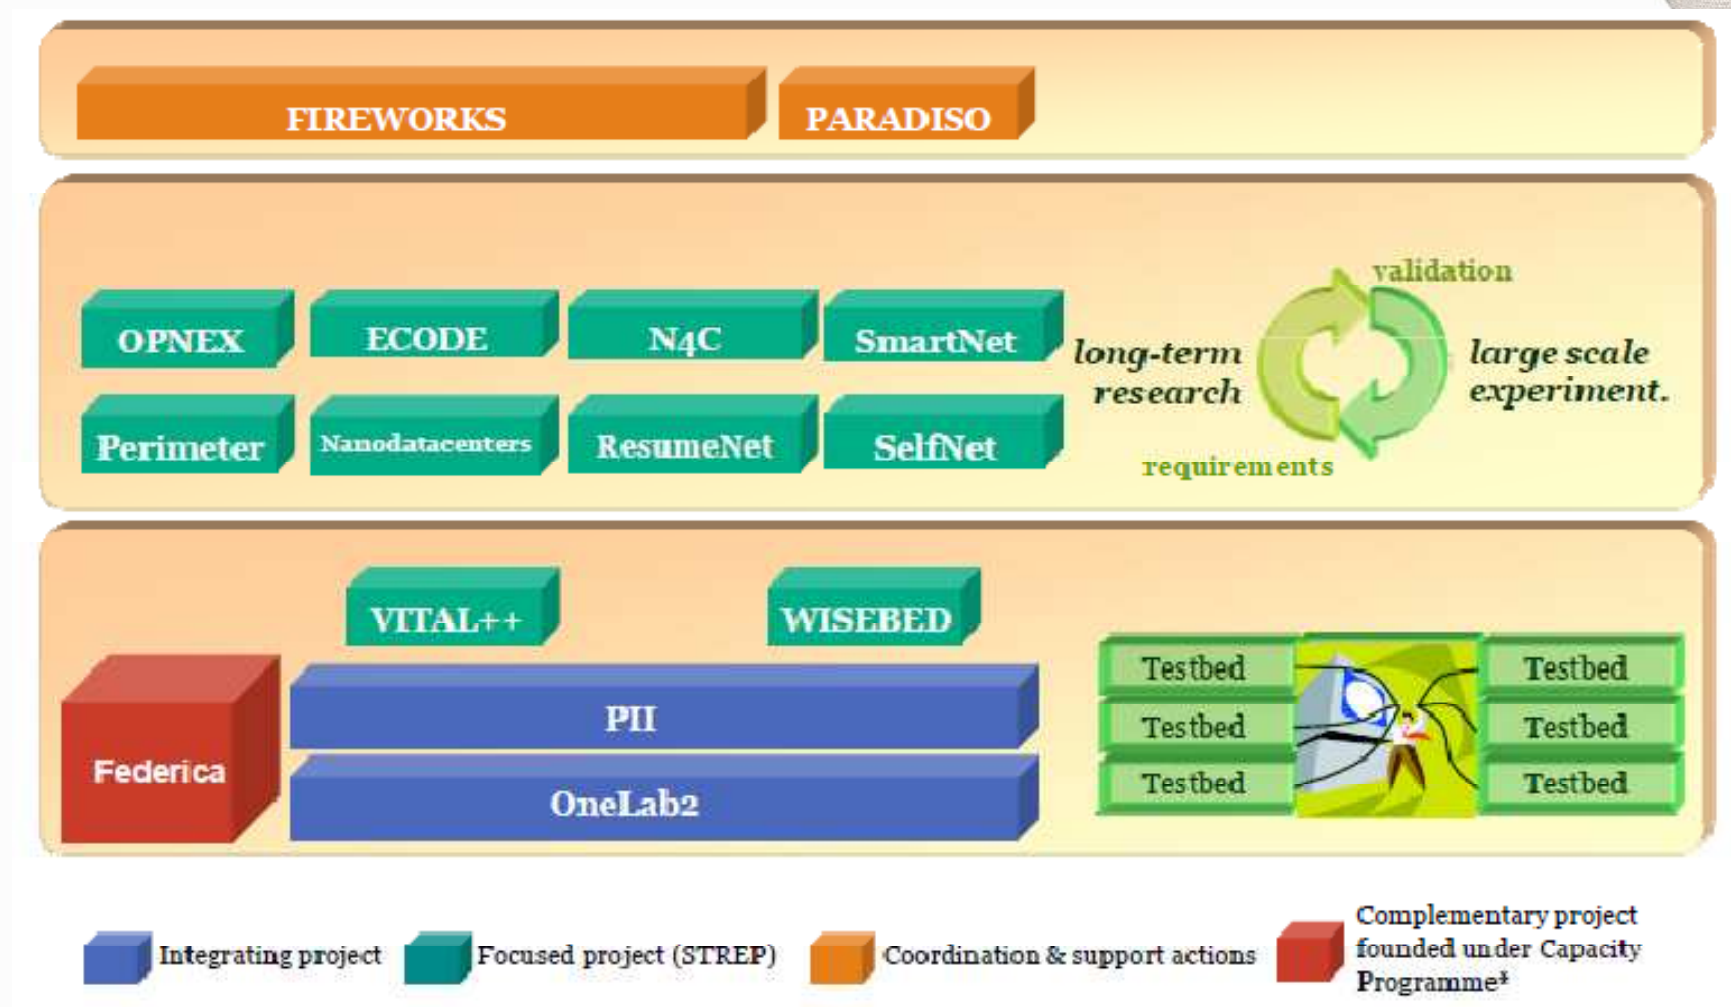 FIREWORKS
PARADISO
OPNEX
ECODE
N4C
SmartNet
Perimeter
Nanodatacenters
ResumeNet
SelfNet
validation
long-term
research
large scale
experiment.
requirements
VITAL++
WISEBED
Federica
PII
OneLab2
Testbed
Testbed
Testbed
Testbed
Testbed
Testbed
Integrating project
Focused project (STREP)
Coordination & support actions
Complementary project
founded under Capacity
Programme*